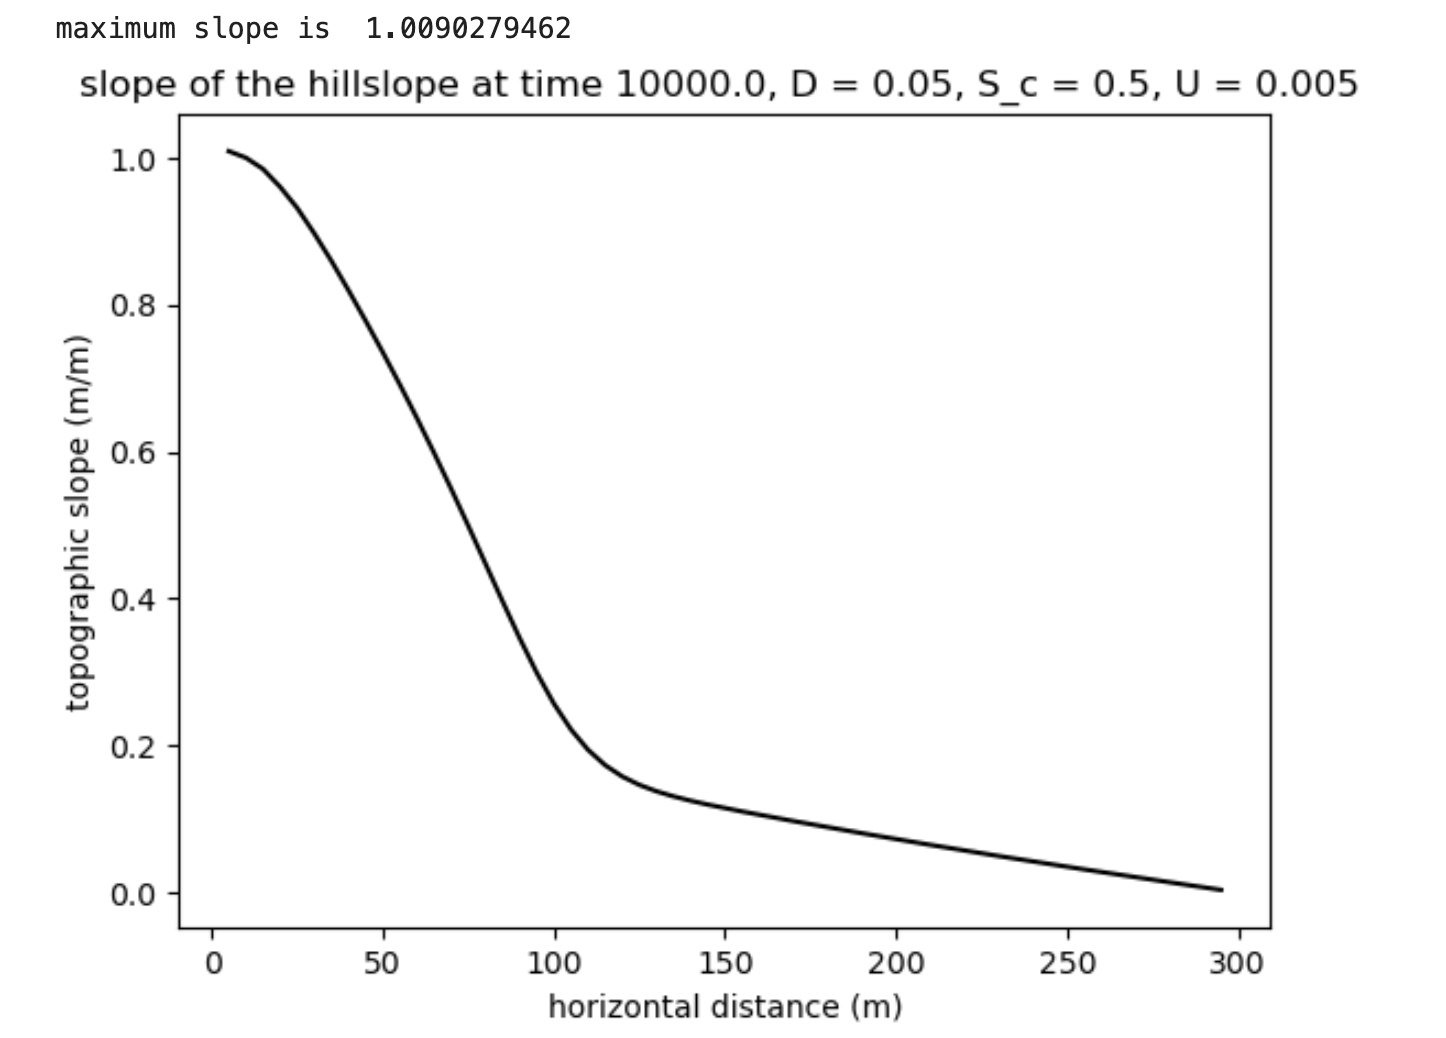 maximum slope is  1.0090279462
slope of the hillslope at time 10000.0, D = 0.05, S_c = 0.5, U = 0.005
1.0
0.8
0.6
0.4
0.2
0.0
topographic slope (m/m)
0 50 100 150 200 250 300
horizontal distance (m)